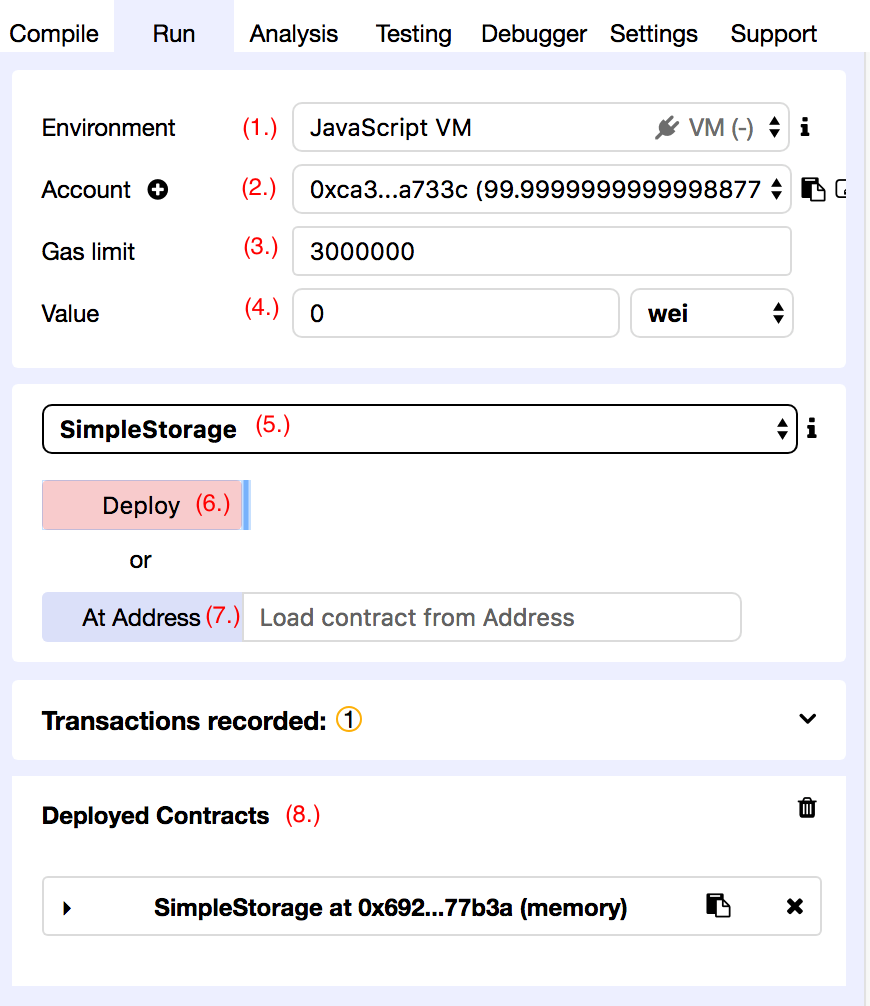 Compile Run Analysis Testing Debugger Settings Support
Environment (1.) JavaScript VM VM (-)
Account (2.) 0xca3...a733c (99.9999999999998877
Gas limit (3.) 3000000
Value (4.) 0 wei
SimpleStorage (5.)
Deploy (6.)
or
At Address (7.) Load contract from Address
Transactions recorded: 1
Deployed Contracts (8.)
SimpleStorage at 0x692...77b3a (memory)